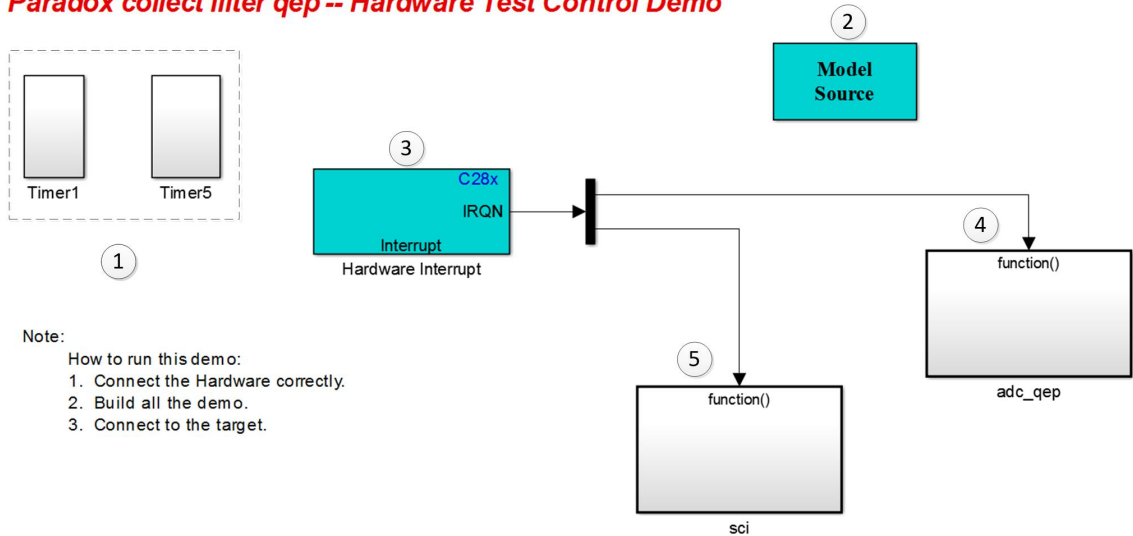 Paradox collect filter qep -- Hardware Test Control Demo
2
Model
Source
3
C28x
IRQN
Interrupt
Hardware Interrupt
Timer1
Timer5
1
4
function()
adc_qep
Note:
How to run this demo:
1. Connect the Hardware correctly.
2. Build all the demo.
3. Connect to the target.
5
function()
sci